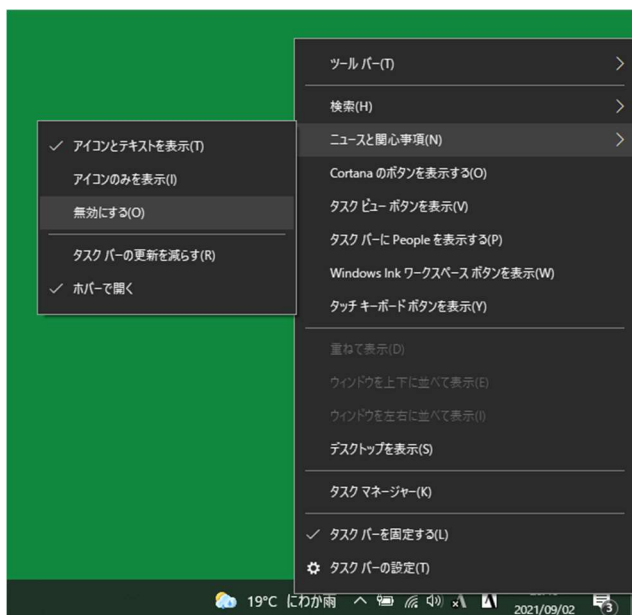 ツール バー(T)
検索(H)
ニュースと関心事項(N)
Cortana のボタンを表示する(O)
タスク ビュー ボタンを表示(V)
タスク バーに People を表示する(P)
Windows Ink ワークスペース ボタンを表示(W)
タッチ キーボード ボタンを表示(Y)
重ねて表示(D)
ウィンドウを上下に並べて表示(E)
ウィンドウを左右に並べて表示(I)
デスクトップを表示(S)
タスク マネージャー(K)
タスク バーを固定する(L)
タスク バーの設定(T)
アイコンとテキストを表示(T)
アイコンのみを表示(I)
無効にする(O)
タスク バーの更新を減らす(R)
ホバーで開く
19°C にわか雨
A
2021/09/02
3